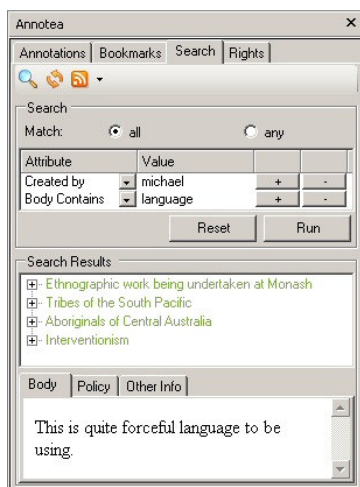 Annotea x
Annotations Bookmarks Search Rights
Search
Match: all any
Attribute Value
Created by michael + -
Body Contains language + -
Reset Run
Search Results
Ethnographic work being undertaken at Monash
Tribes of the South Pacific
Aboriginals of Central Australia
Interventionism
Body Policy Other Info
This is quite forceful language to be
using.